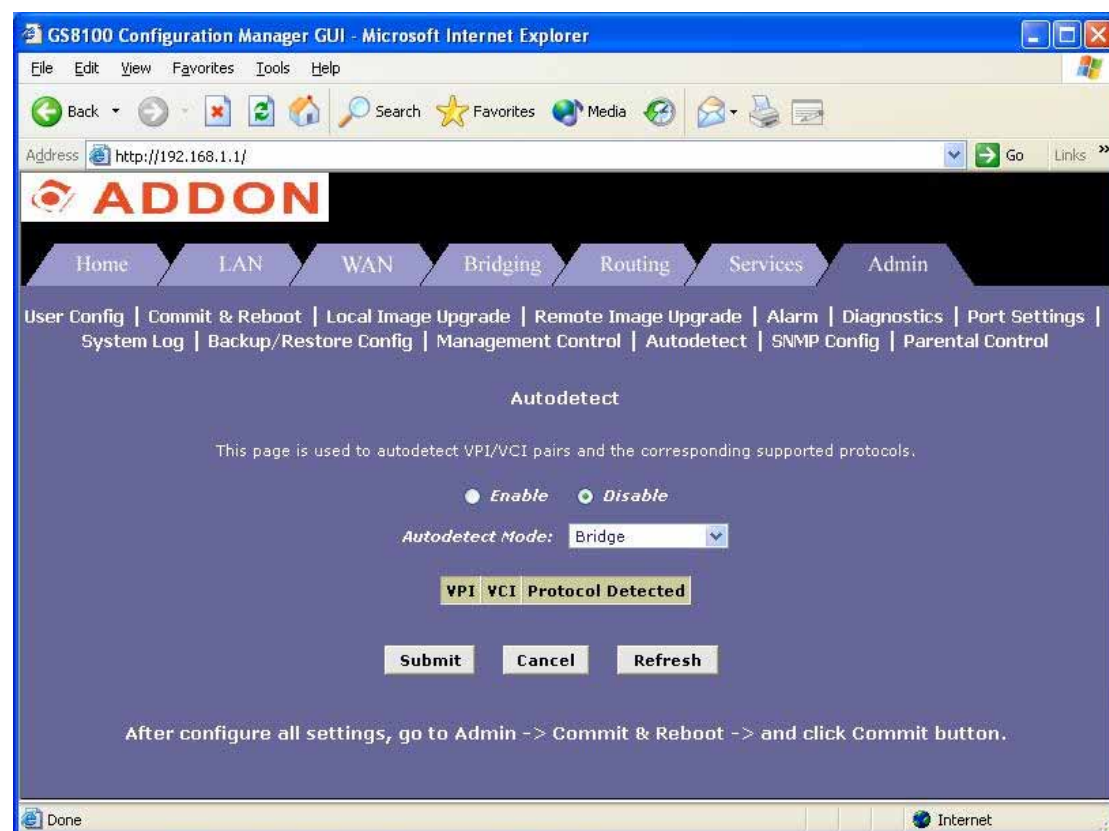 GS8100 Configuration Manager GUI - Microsoft Internet Explorer
File Edit View Favorites Tools Help
Back Search Favorites Media
Address http://192.168.1.1/ Go Links »
ADDON
Home LAN WAN Bridging Routing Services Admin
User Config | Commit & Reboot | Local Image Upgrade | Remote Image Upgrade | Alarm | Diagnostics | Port Settings |
System Log | Backup/Restore Config | Management Control | Autodetect | SNMP Config | Parental Control
Autodetect
This page is used to autodetect VPI/VCI pairs and the corresponding supported protocols.
Enable Disable
Autodetect Mode: Bridge
VPI VCI Protocol Detected
Submit Cancel Refresh
After configure all settings, go to Admin -> Commit & Reboot -> and click Commit button.
Done Internet